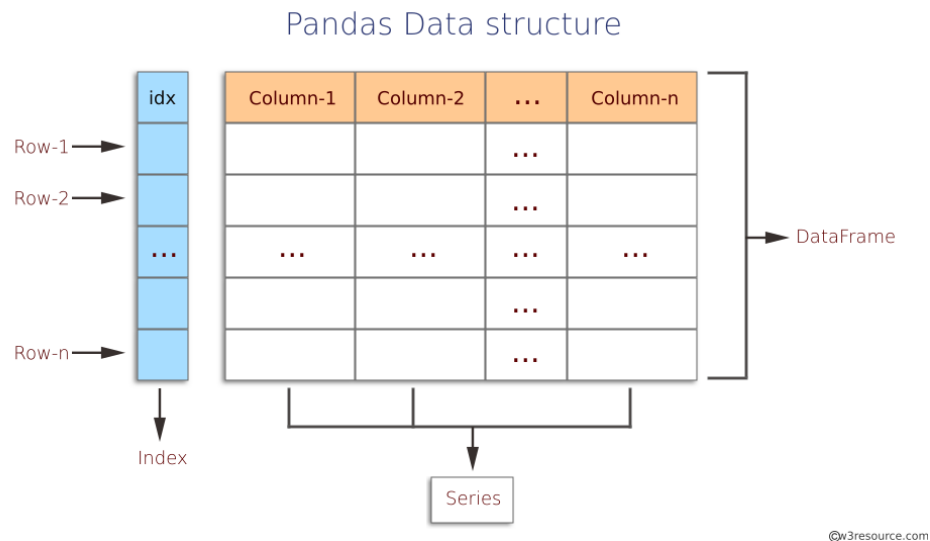 Pandas Data structure
idx Column-1 Column-2 ... Column-n
Row-1 ...
Row-2 ...
... ... ... ... ...
...
Row-n ...
DataFrame
Index
Series
©w3resource.com